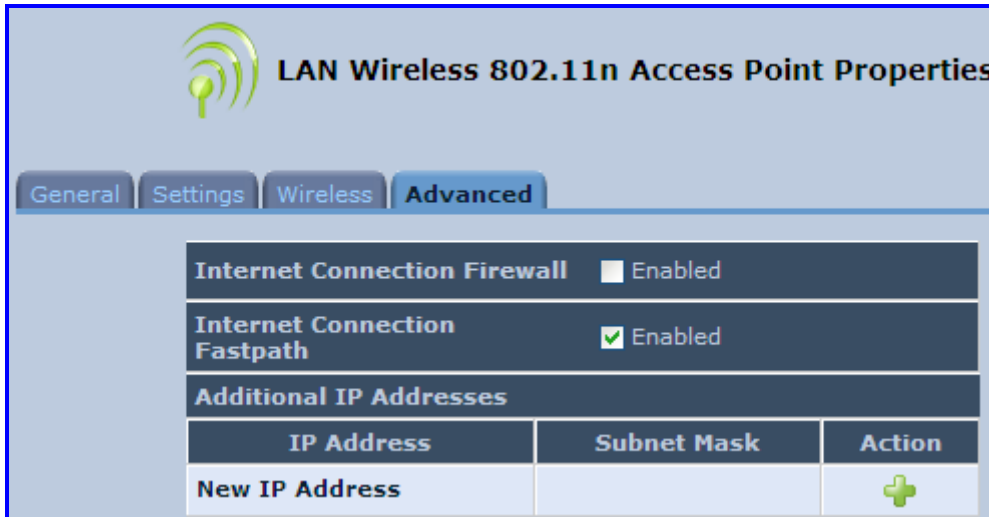 LAN Wireless 802.11n Access Point Properties
General Settings Wireless Advanced
Internet Connection Firewall Enabled
Internet Connection
Fastpath Enabled
Additional IP Addresses
IP Address Subnet Mask Action
New IP Address